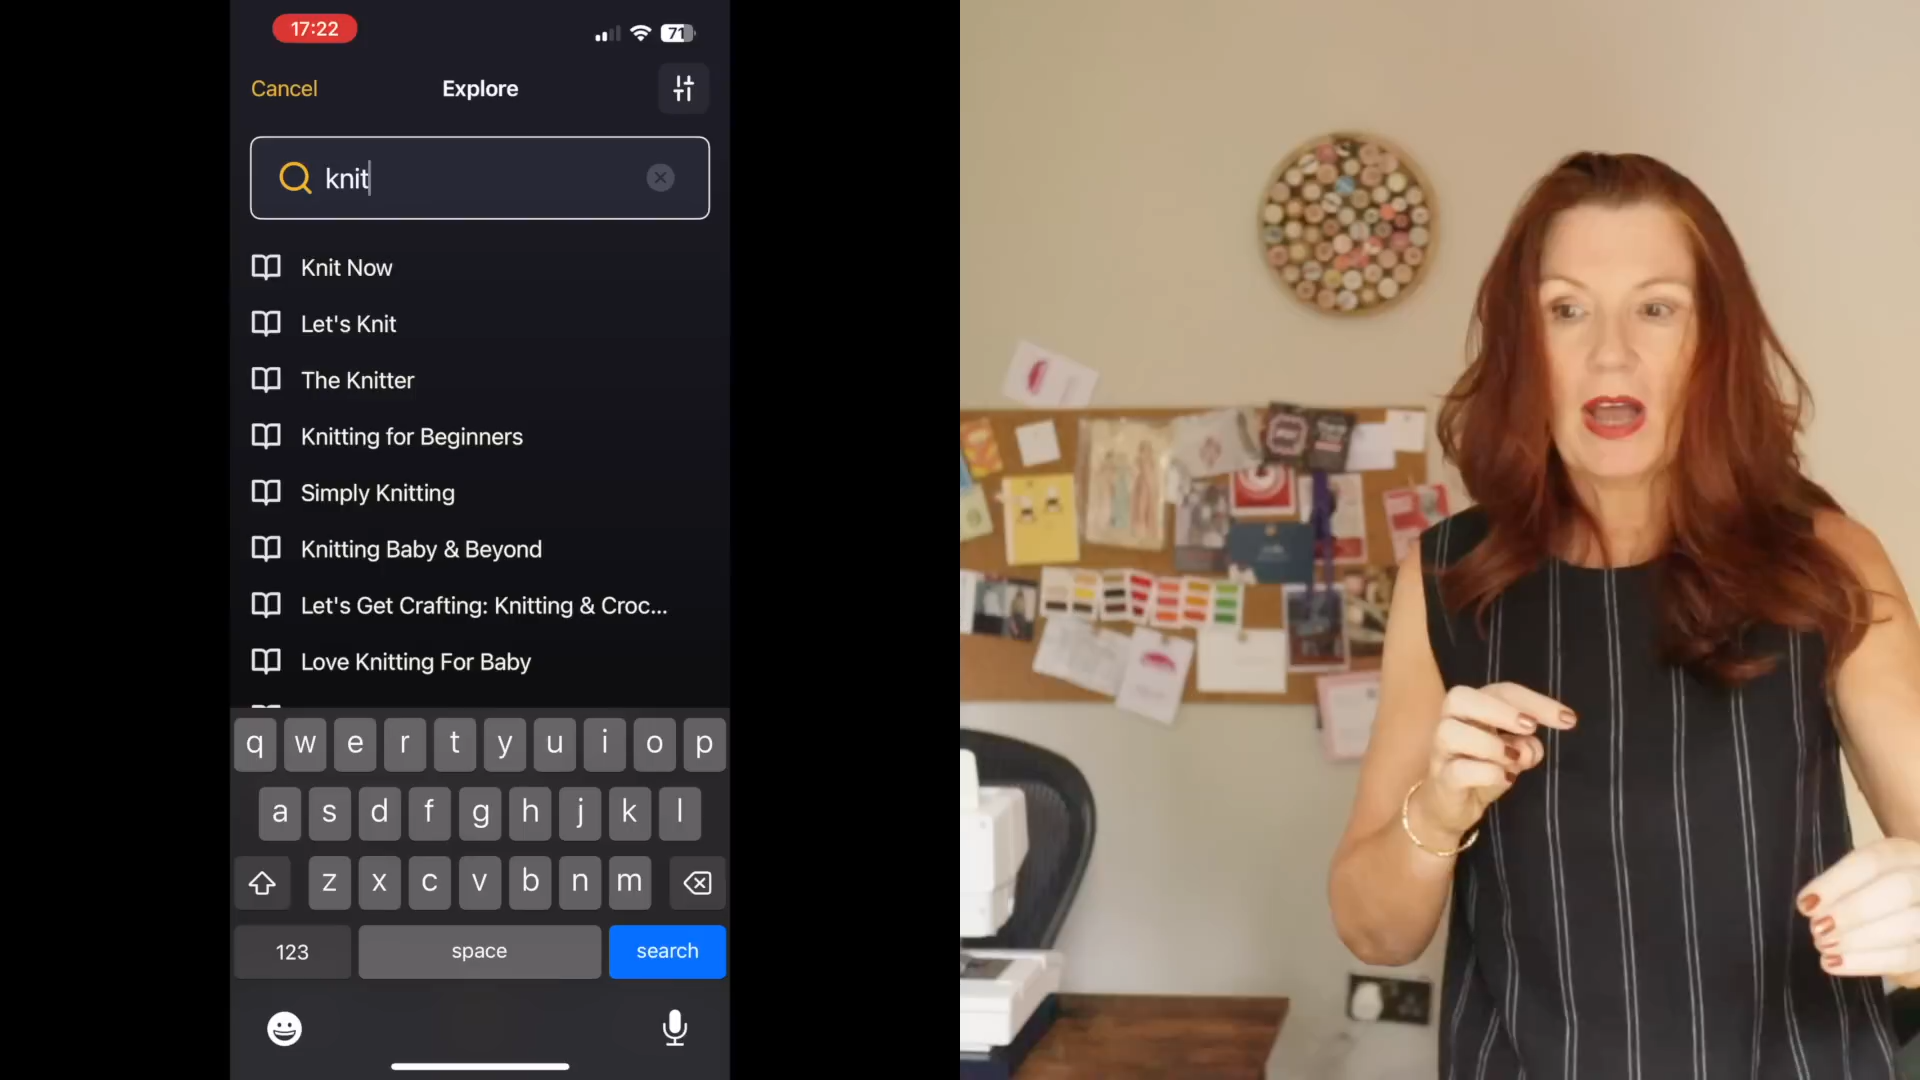 17:22
71
Cancel
Explore
knit
Knit Now
Let's Knit
The Knitter
Knitting for Beginners
Simply Knitting
Knitting Baby & Beyond
Let's Get Crafting: Knitting & Croc...
Love Knitting For Baby
q w e r t y u i o p
a s d f g h j k l
z x c v b n m
123
space
search